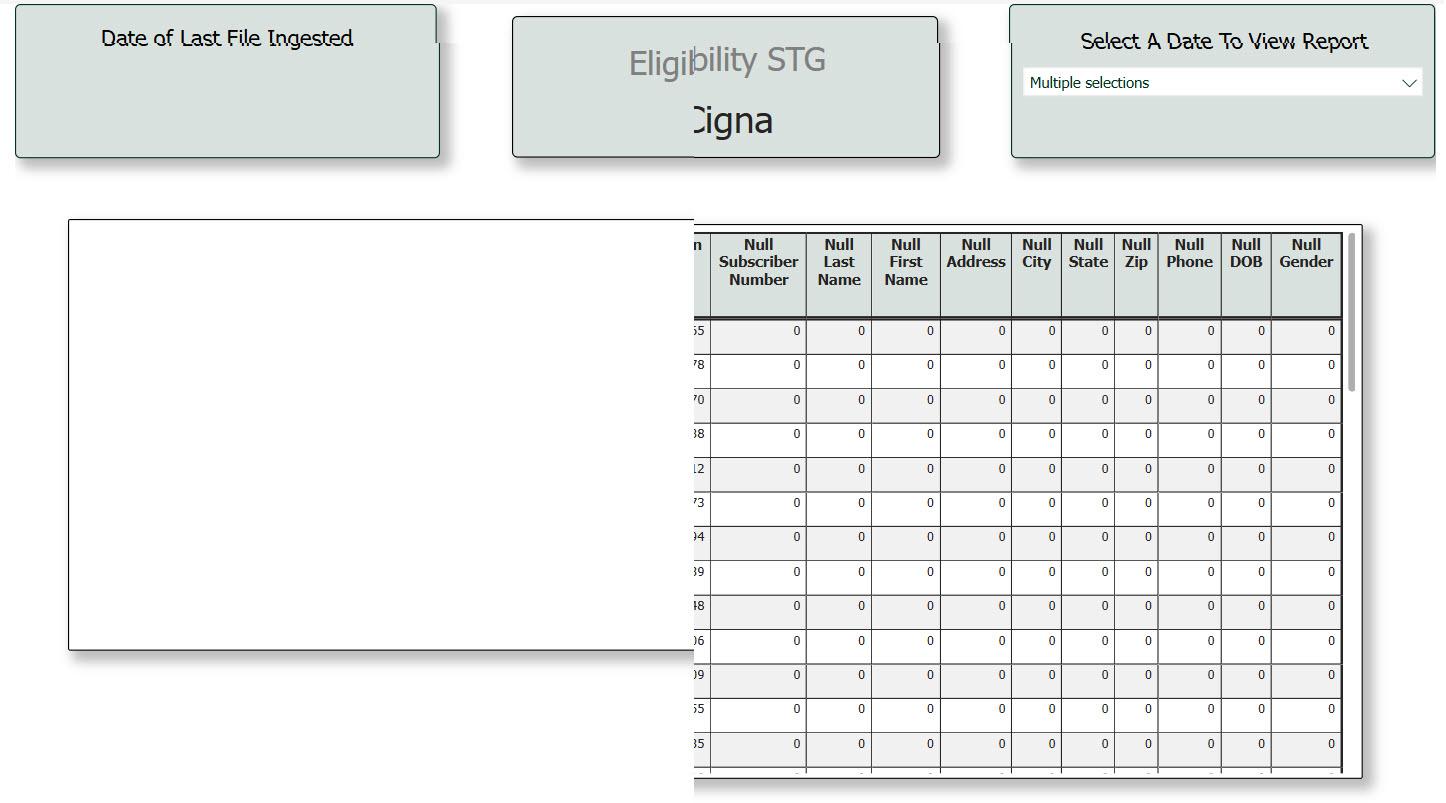 Date of Last File Ingested
Eligibility STG
Cigna
Select A Date To View Report
Multiple selections
Null Subscriber Number Null Last Name Null First Name Null Address Null City Null State Null Zip Null Phone Null DOB Null Gender
0 0 0 0 0 0 0 0 0 0
0 0 0 0 0 0 0 0 0 0
0 0 0 0 0 0 0 0 0 0
0 0 0 0 0 0 0 0 0 0
12 0 0 0 0 0 0 0 0 0 0
73 0 0 0 0 0 0 0 0 0 0
94 0 0 0 0 0 0 0 0 0 0
0 0 0 0 0 0 0 0 0 0
48 0 0 0 0 0 0 0 0 0 0
06 0 0 0 0 0 0 0 0 0 0
09 0 0 0 0 0 0 0 0 0 0
0 0 0 0 0 0 0 0 0 0
0 0 0 0 0 0 0 0 0 0